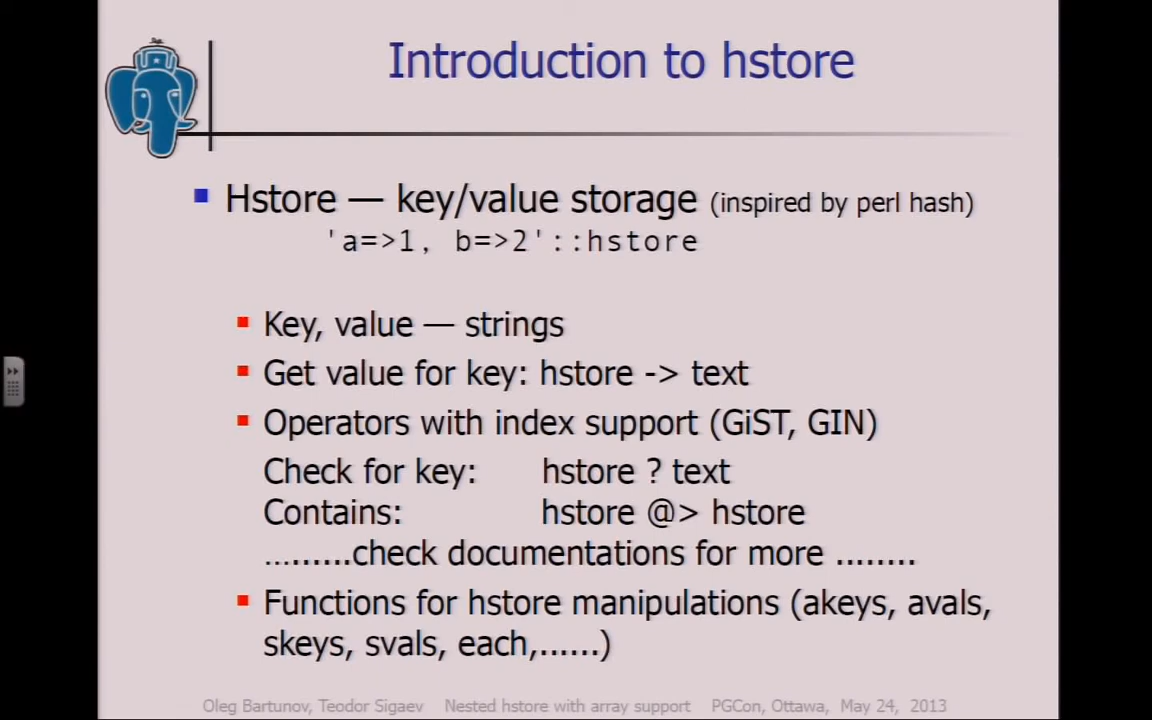 Introduction to hstore
Hstore — key/value storage (inspired by perl hash)
'a=>1, b=>2'::hstore
Key, value — strings
Get value for key: hstore -> text
Operators with index support (GiST, GIN)
Check for key: hstore ? text
Contains: hstore @> hstore
.........check documentations for more ........
Functions for hstore manipulations (akeys, avals,
skeys, svals, each,......)
Oleg Bartunov, Teodor Sigaev Nested hstore with array support PGCon, Ottawa, May 24, 2013